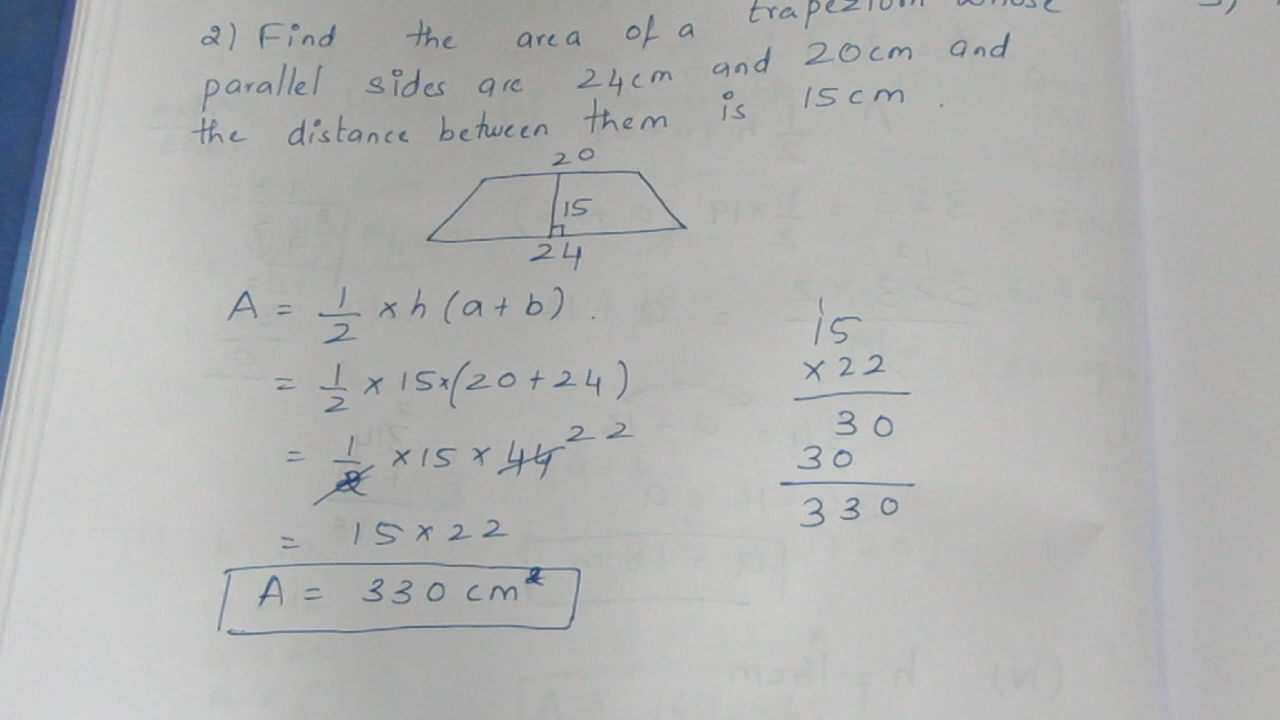 2) Find the area of a trapezium whose
parallel sides are 24cm and 20cm and
the distance between them is 15cm.
20
15
24
A = 1/2 × h (a + b).
= 1/2 × 15 × (20 + 24)
= 1/2 × 15 × 44 22
= 15 × 22
A = 330 cm²
1
15
× 22
30
30
330